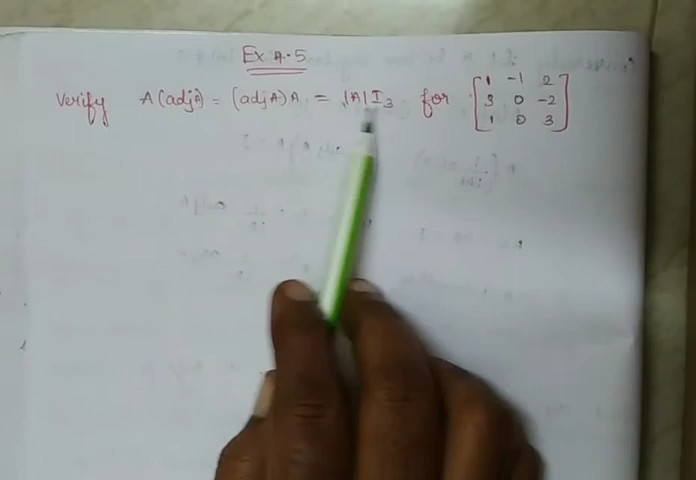 Ex 4.5
Verify A(adjA) = (adjA)A = |A|I₃ for [1 -1 2
3 0 -2
1 0 3]